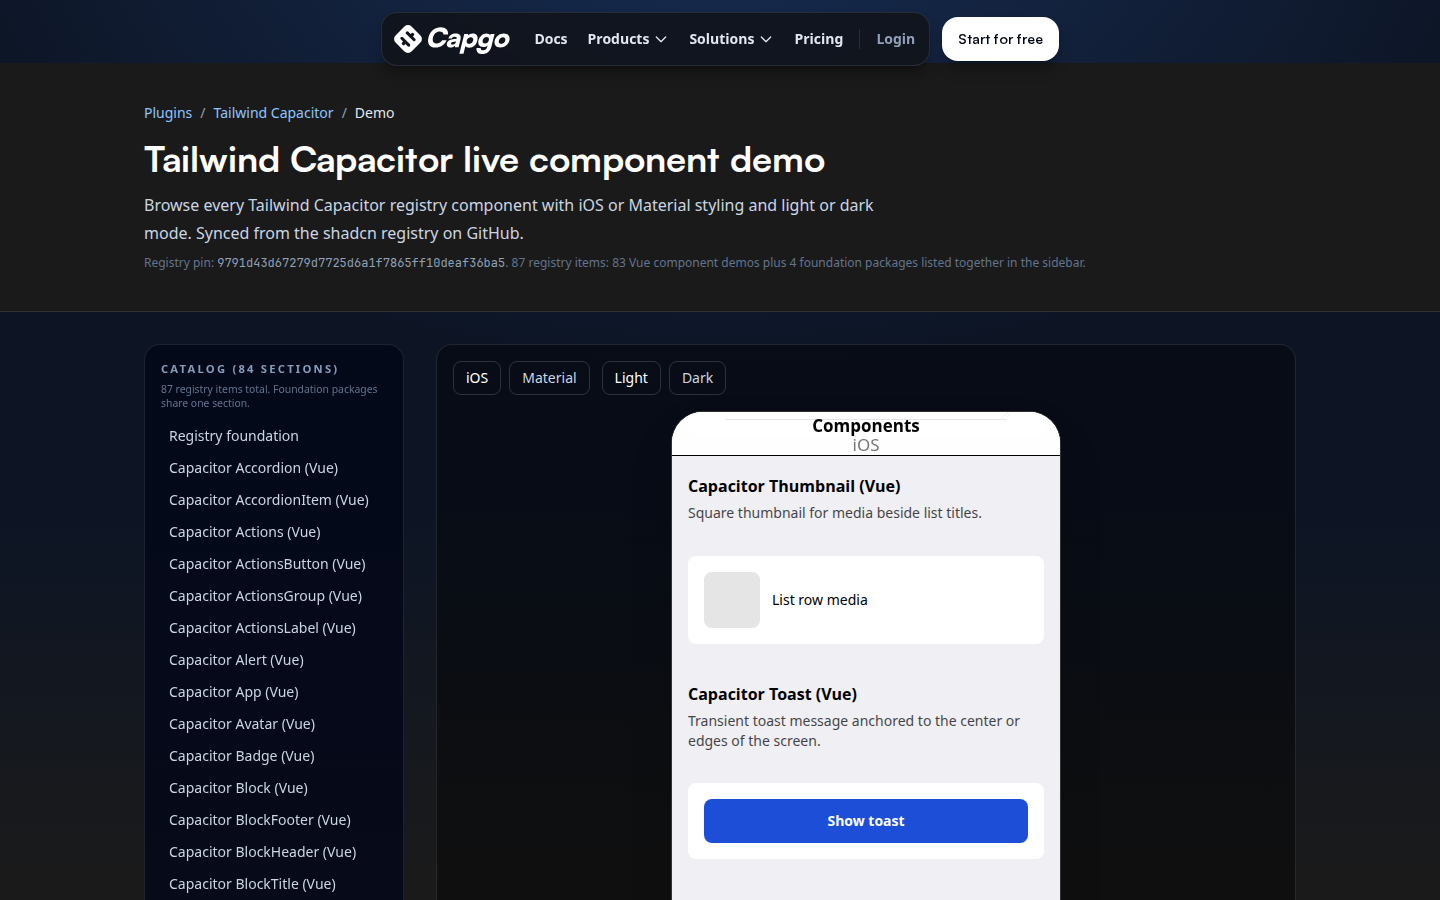 Capgo
Docs
Products
Solutions
Pricing
Login
Start for free
Plugins / Tailwind Capacitor / Demo
Tailwind Capacitor live component demo
Browse every Tailwind Capacitor registry component with iOS or Material styling and light or dark
mode. Synced from the shadcn registry on GitHub.
Registry pin: 9791d43d67279d7725d6a1f7865ff10deaf36ba5. 87 registry items: 83 Vue component demos plus 4 foundation packages listed together in the sidebar.
CATALOG (84 SECTIONS)
87 registry items total. Foundation packages
share one section.
Registry foundation
Capacitor Accordion (Vue)
Capacitor AccordionItem (Vue)
Capacitor Actions (Vue)
Capacitor ActionsButton (Vue)
Capacitor ActionsGroup (Vue)
Capacitor ActionsLabel (Vue)
Capacitor Alert (Vue)
Capacitor App (Vue)
Capacitor Avatar (Vue)
Capacitor Badge (Vue)
Capacitor Block (Vue)
Capacitor BlockFooter (Vue)
Capacitor BlockHeader (Vue)
Capacitor BlockTitle (Vue)
iOS
Material
Light
Dark
Components
iOS
Capacitor Thumbnail (Vue)
Square thumbnail for media beside list titles.
List row media
Capacitor Toast (Vue)
Transient toast message anchored to the center or
edges of the screen.
Show toast